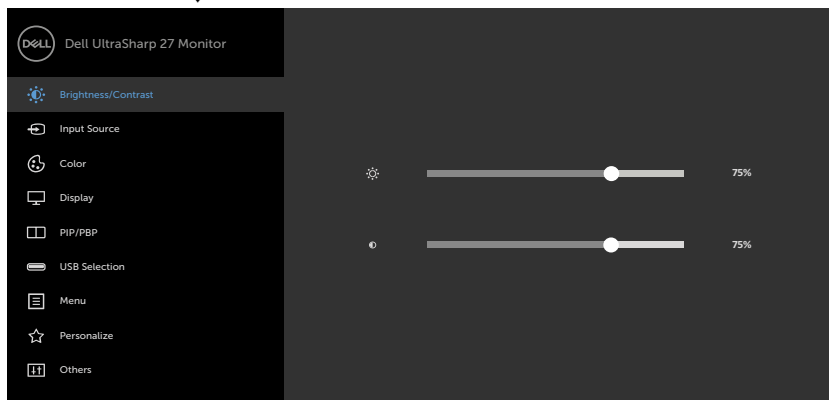 DELL
Dell UltraSharp 27 Monitor
Brightness/Contrast
Input Source
Color
75%
Display
PIP/PBP
75%
USB Selection
Menu
Personalize
Others